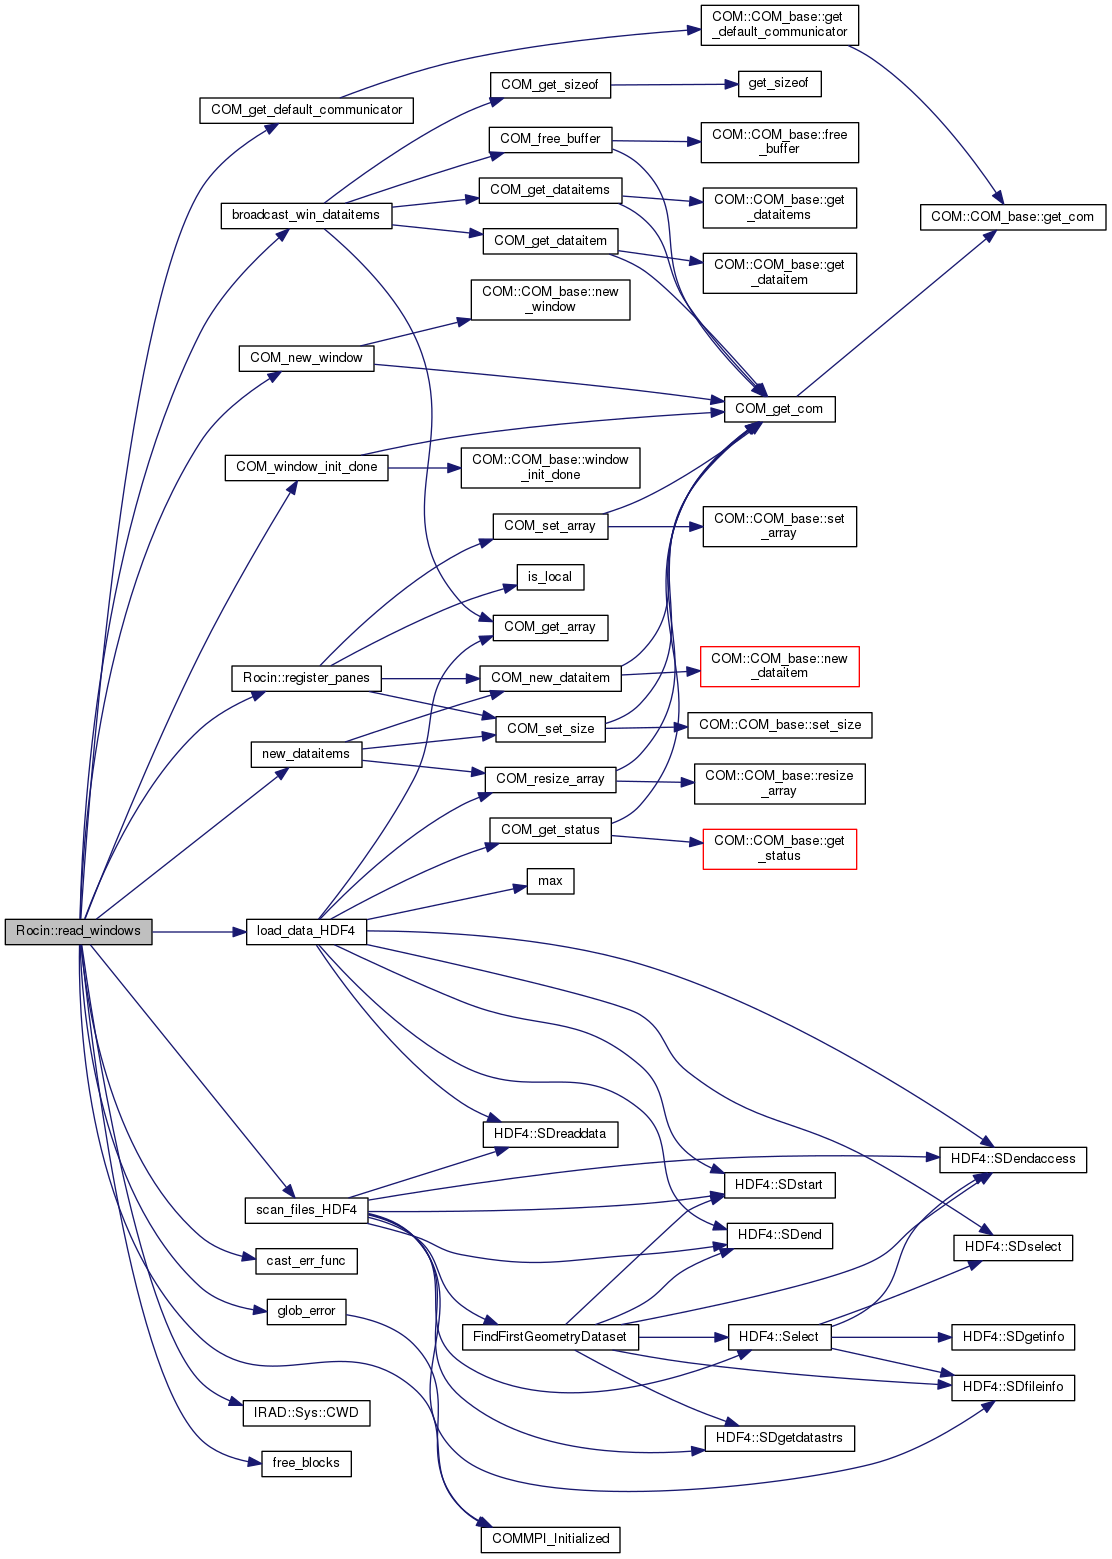 COM::COM_base::get
_default_communicator
get_sizeof
COM_get_sizeof
COM_get_default_communicator
COM_free_buffer
COM::COM_base::free
_buffer
COM_get_dataitems
COM::COM_base::get
_dataitems
broadcast_win_dataitems
COM::COM_base::get_com
COM_get_dataitem
COM::COM_base::get
_dataitem
COM::COM_base::new
_window
COM_new_window
COM_get_com
COM_window_init_done
COM::COM_base::window
_init_done
COM_set_array
COM::COM_base::set
_array
is_local
COM_get_array
Rocin::register_panes
COM_new_dataitem
COM::COM_base::new
_dataitem
COM_set_size
COM::COM_base::set_size
new_dataitems
COM_resize_array
COM::COM_base::resize
_array
COM_get_status
COM::COM_base::get
_status
max
Rocin::read_windows
load_data_HDF4
HDF4::SDreaddata
HDF4::SDendaccess
HDF4::SDstart
scan_files_HDF4
HDF4::SDend
HDF4::SDselect
cast_err_func
glob_error
FindFirstGeometryDataset
HDF4::Select
HDF4::SDgetinfo
HDF4::SDfileinfo
IRAD::Sys::CWD
HDF4::SDgetdatastrs
free_blocks
COMMPI_Initialized